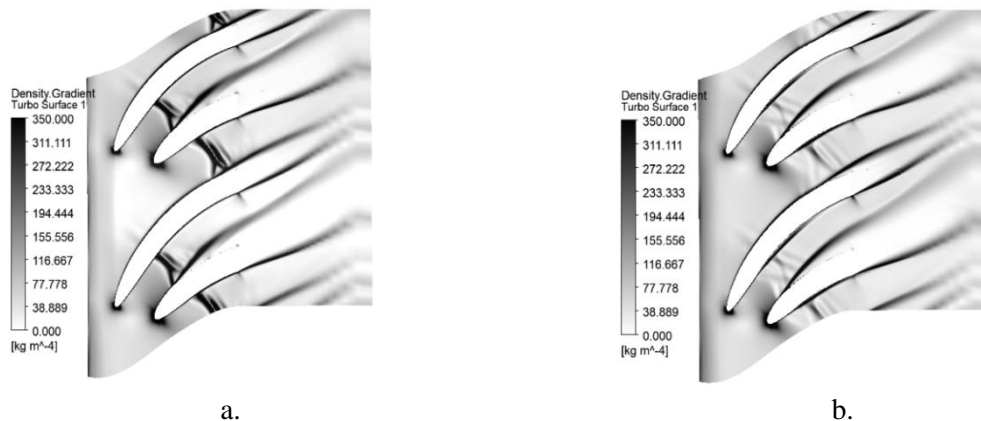 Density.Gradient
Turbo Surface 1
350.000
311.111
272.222
233.333
194.444
155.556
116.667
77.778
38.889
0.000
[kg m^-4]
a.
Density.Gradient
Turbo Surface 1
350.000
311.111
272.222
233.333
194.444
155.556
116.667
77.778
38.889
0.000
[kg m^-4]
b.